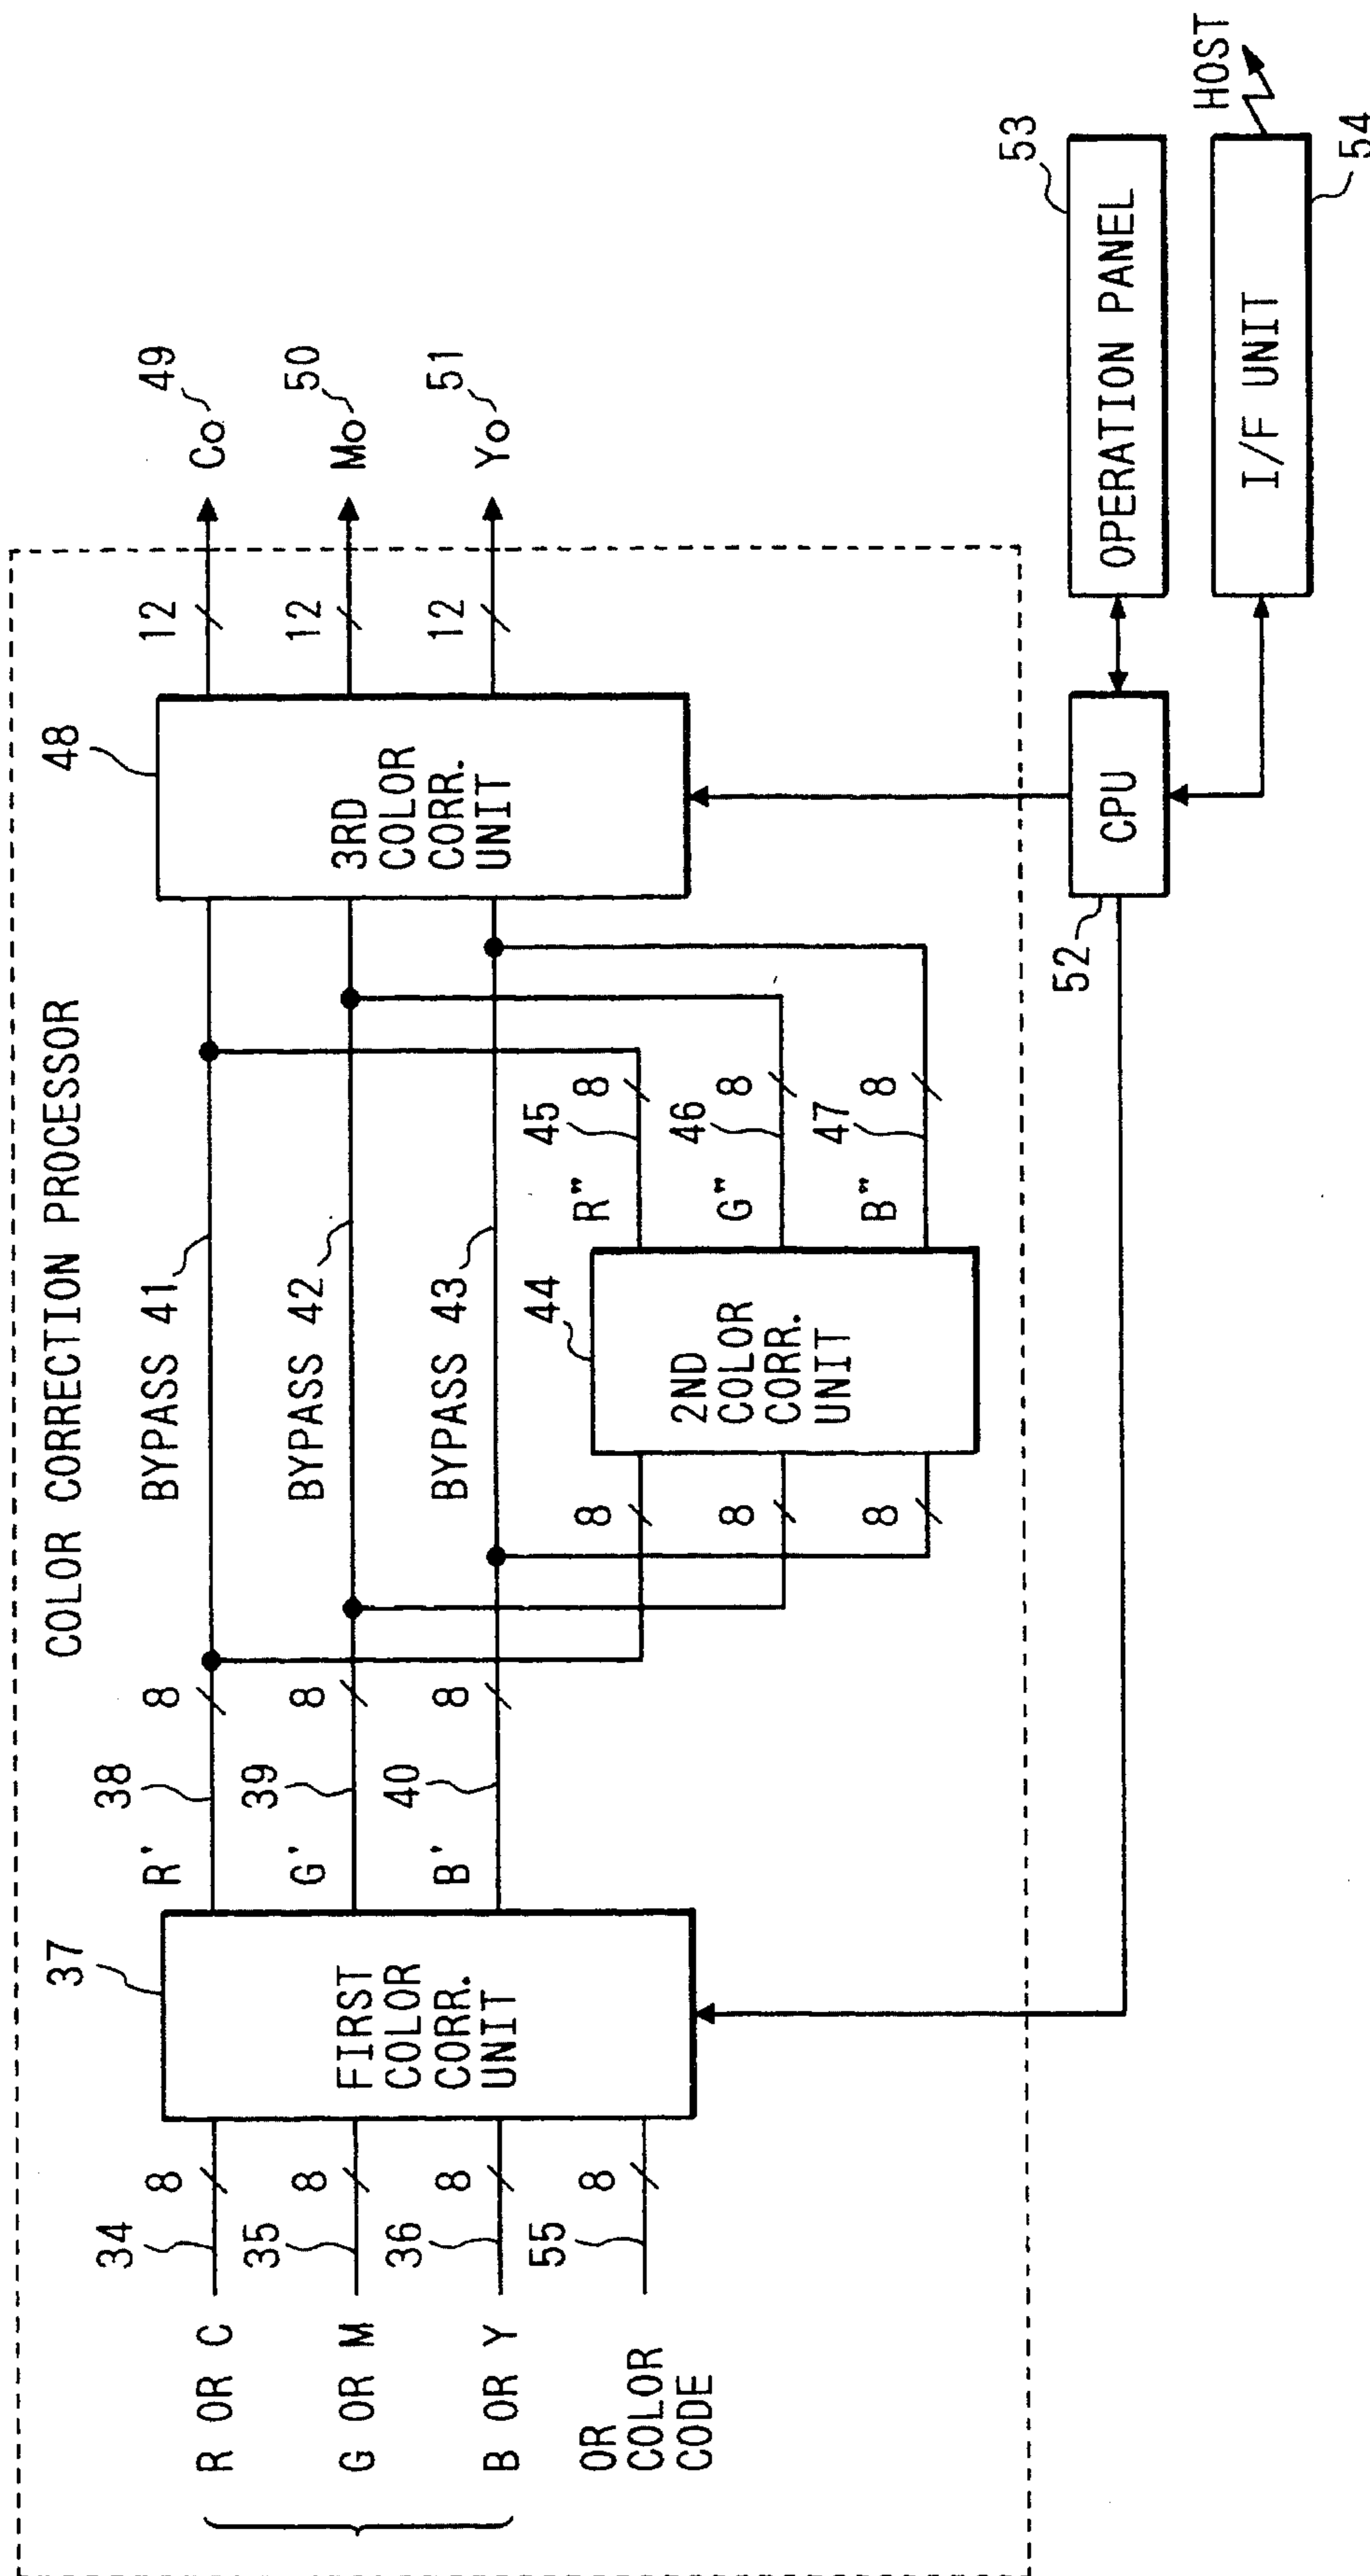 COLOR CORRECTION PROCESSOR
R OR C
34
8
G OR M
35
8
B OR Y
36
8
OR
COLOR
CODE
55
8
37
FIRST
COLOR
CORR.
UNIT
R'
38
8
G'
39
8
B'
40
8
BYPASS 41
BYPASS 42
BYPASS 43
8
8
8
44
2ND
COLOR
CORR.
UNIT
R"
45
8
G"
46
8
B"
47
8
48
3RD
COLOR
CORR.
UNIT
12
Co
49
12
Mo
50
12
Yo
51
52
CPU
53
OPERATION PANEL
I/F UNIT
54
HOST